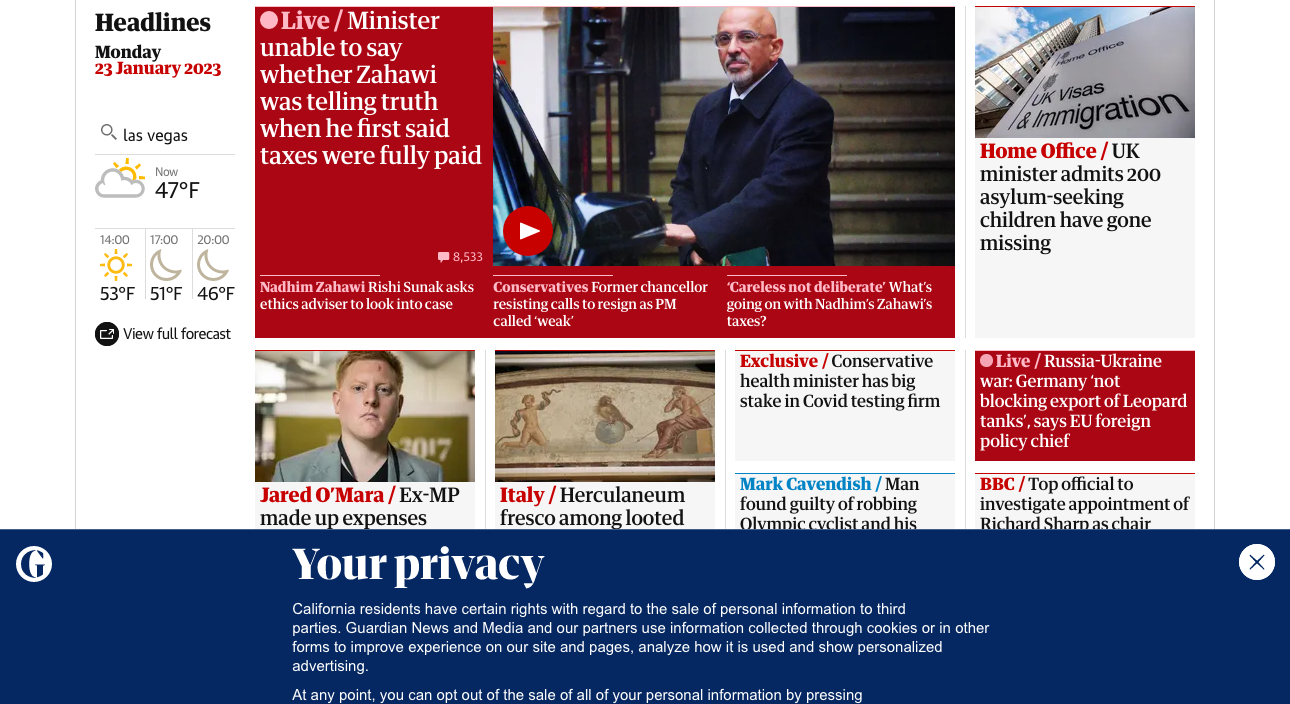 Headlines
Monday
23 January 2023
las vegas
Now
47°F
14:00
17:00
20:00
53°F
51°F
46°F
View full forecast
Live / Minister
unable to say
whether Zahawi
was telling truth
when he first said
taxes were fully paid
8,533
Nadhim Zahawi Rishi Sunak asks
ethics adviser to look into case
Conservatives Former chancellor
resisting calls to resign as PM
called ‘weak’
‘Careless not deliberate’ What’s
going on with Nadhim’s Zahawi’s
taxes?
Home Office
UK Visas
& Immigration
Home Office / UK
minister admits 200
asylum-seeking
children have gone
missing
2017
Jared O’Mara / Ex-MP
made up expenses
Italy / Herculaneum
fresco among looted
Exclusive / Conservative
health minister has big
stake in Covid testing firm
Mark Cavendish / Man
found guilty of robbing
Olympic cyclist and his
Live / Russia-Ukraine
war: Germany ‘not
blocking export of Leopard
tanks’, says EU foreign
policy chief
BBC / Top official to
investigate appointment of
Richard Sharp as chair
G
Your privacy
California residents have certain rights with regard to the sale of personal information to third
parties. Guardian News and Media and our partners use information collected through cookies or in other
forms to improve experience on our site and pages, analyze how it is used and show personalized
advertising.
At any point, you can opt out of the sale of all of your personal information by pressing